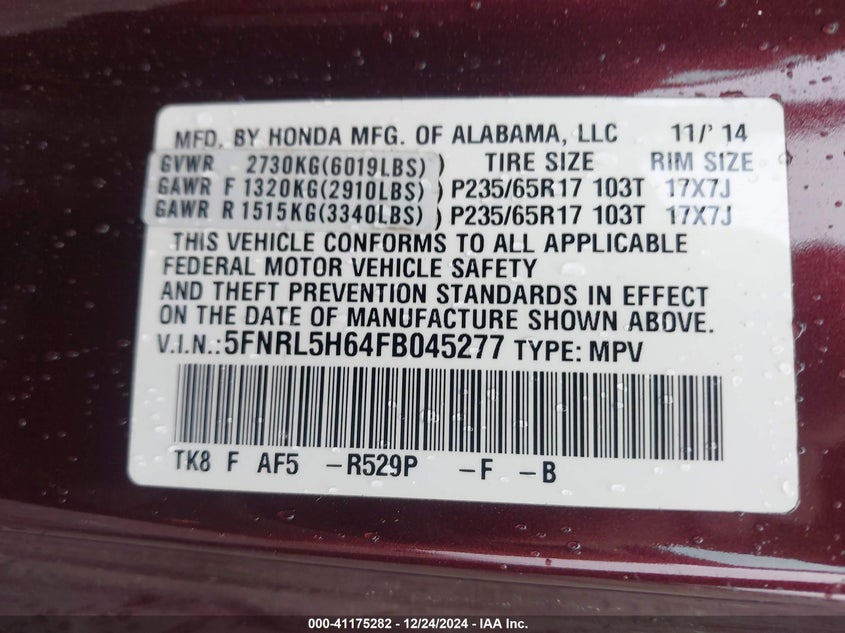 MFD. BY HONDA MFG. OF ALABAMA, LLC 11/' 14
GVWR 2730KG(6019LBS) ) TIRE SIZE RIM SIZE
GAWR F 1320KG(2910LBS) ) P235/65R17 103T 17X7J
GAWR R 1515KG(3340LBS) ) P235/65R17 103T 17X7J
THIS VEHICLE CONFORMS TO ALL APPLICABLE
FEDERAL MOTOR VEHICLE SAFETY
AND THEFT PREVENTION STANDARDS IN EFFECT
ON THE DATE OF MANUFACTURE SHOWN ABOVE.
V.I.N.:5FNRL5H64FB045277 TYPE: MPV
TK8 F AF5 -R529P -F -B
000-41175282 - 12/24/2024 - IAA Inc.